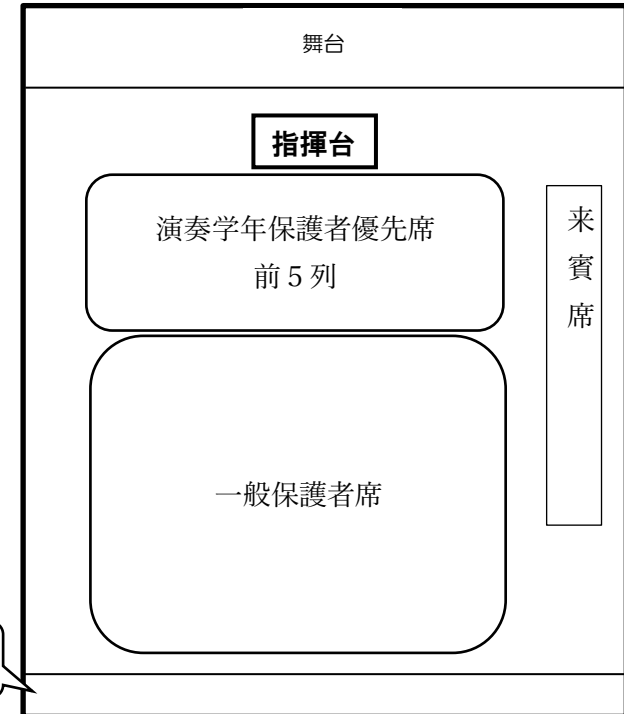 舞台
指揮台
演奏学年保護者優先席
前５列
来賓席
一般保護者席